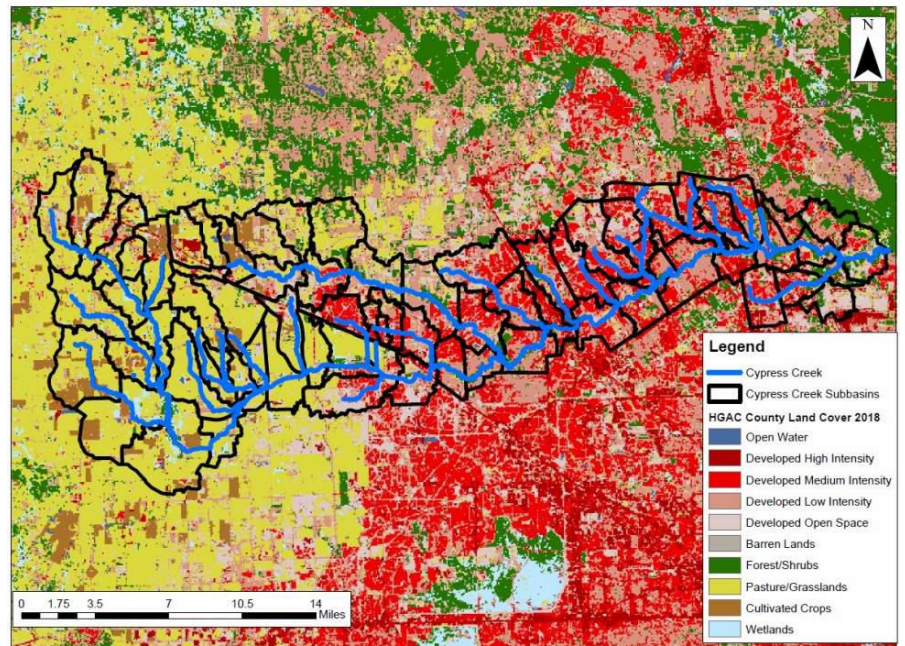 N
Legend
Cypress Creek
Cypress Creek Subbasins
HGAC County Land Cover 2018
Open Water
Developed High Intensity
Developed Medium Intensity
Developed Low Intensity
Developed Open Space
Barren Lands
Forest/Shrubs
Pasture/Grasslands
Cultivated Crops
Wetlands
0 1.75 3.5 7 10.5 14
Miles